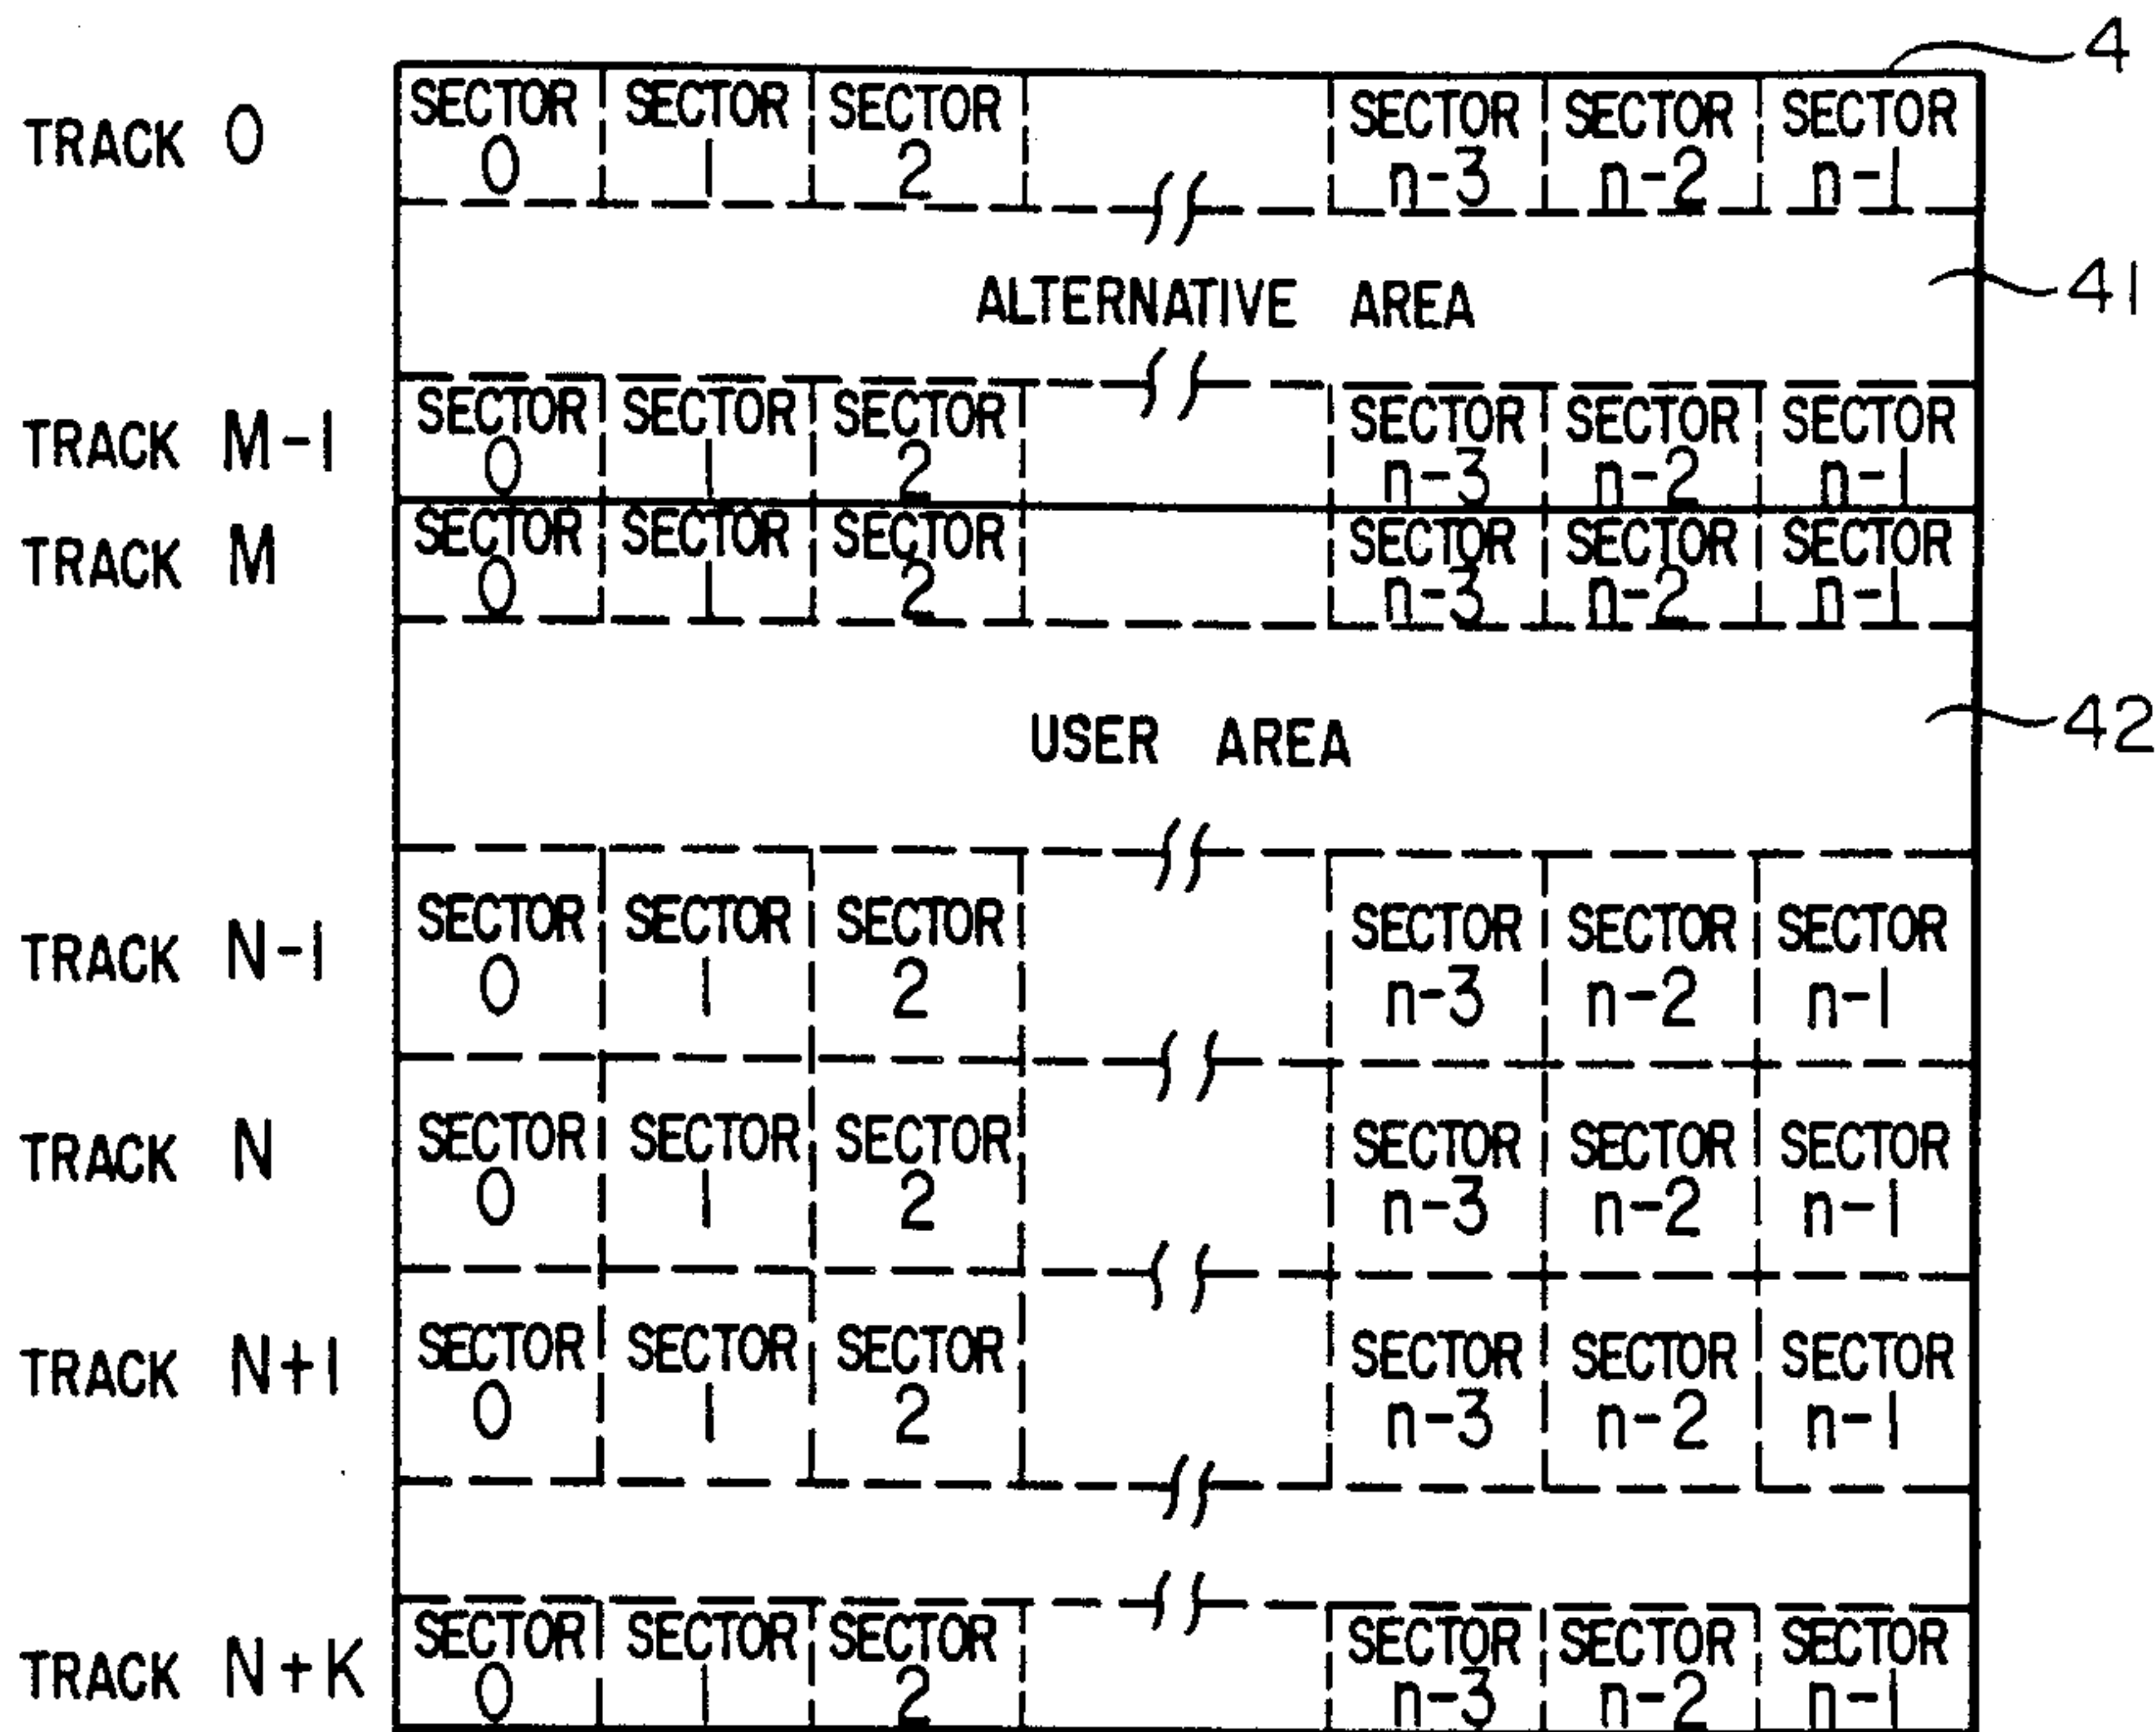 4
TRACK 0 SECTOR 0 SECTOR 1 SECTOR 2 SECTOR n-3 SECTOR n-2 SECTOR n-1
ALTERNATIVE AREA 41
TRACK M-1 SECTOR 0 SECTOR 1 SECTOR 2 SECTOR n-3 SECTOR n-2 SECTOR n-1
TRACK M SECTOR 0 SECTOR 1 SECTOR 2 SECTOR n-3 SECTOR n-2 SECTOR n-1
USER AREA 42
TRACK N-1 SECTOR 0 SECTOR 1 SECTOR 2 SECTOR n-3 SECTOR n-2 SECTOR n-1
TRACK N SECTOR 0 SECTOR 1 SECTOR 2 SECTOR n-3 SECTOR n-2 SECTOR n-1
TRACK N+1 SECTOR 0 SECTOR 1 SECTOR 2 SECTOR n-3 SECTOR n-2 SECTOR n-1
TRACK N+K SECTOR 0 SECTOR 1 SECTOR 2 SECTOR n-3 SECTOR n-2 SECTOR n-1